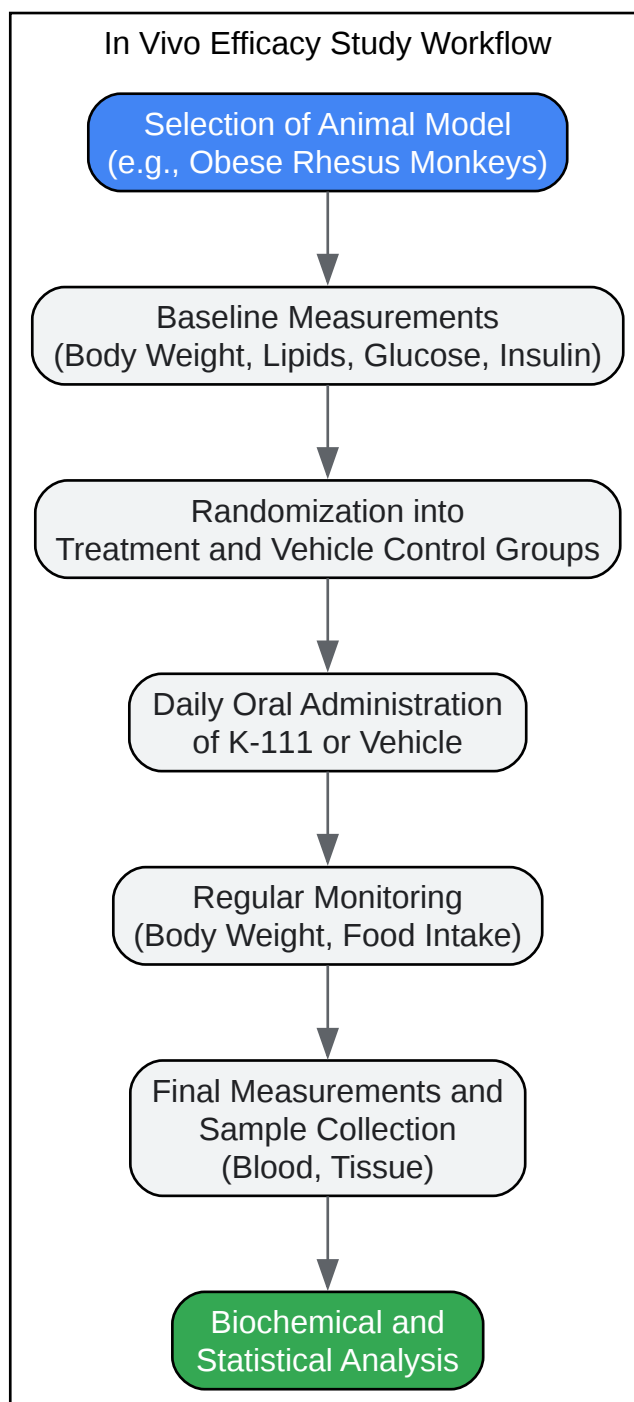 In Vivo Efficacy Study Workflow
Selection of Animal Model
(e.g., Obese Rhesus Monkeys)
Baseline Measurements
(Body Weight, Lipids, Glucose, Insulin)
Randomization into
Treatment and Vehicle Control Groups
Daily Oral Administration
of K-111 or Vehicle
Regular Monitoring
(Body Weight, Food Intake)
Final Measurements and
Sample Collection
(Blood, Tissue)
Biochemical and
Statistical Analysis